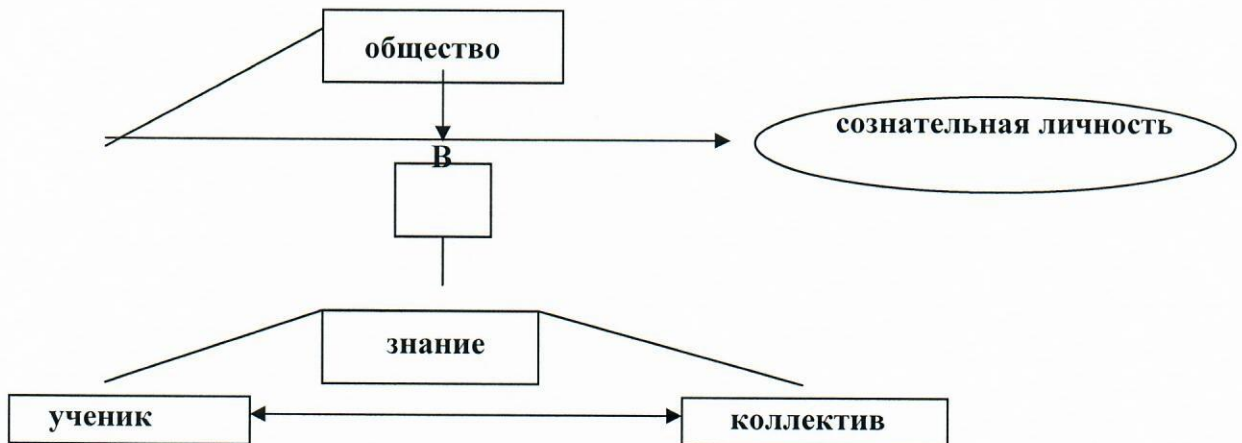 общество
сознательная личность
В
знание
ученик
коллектив